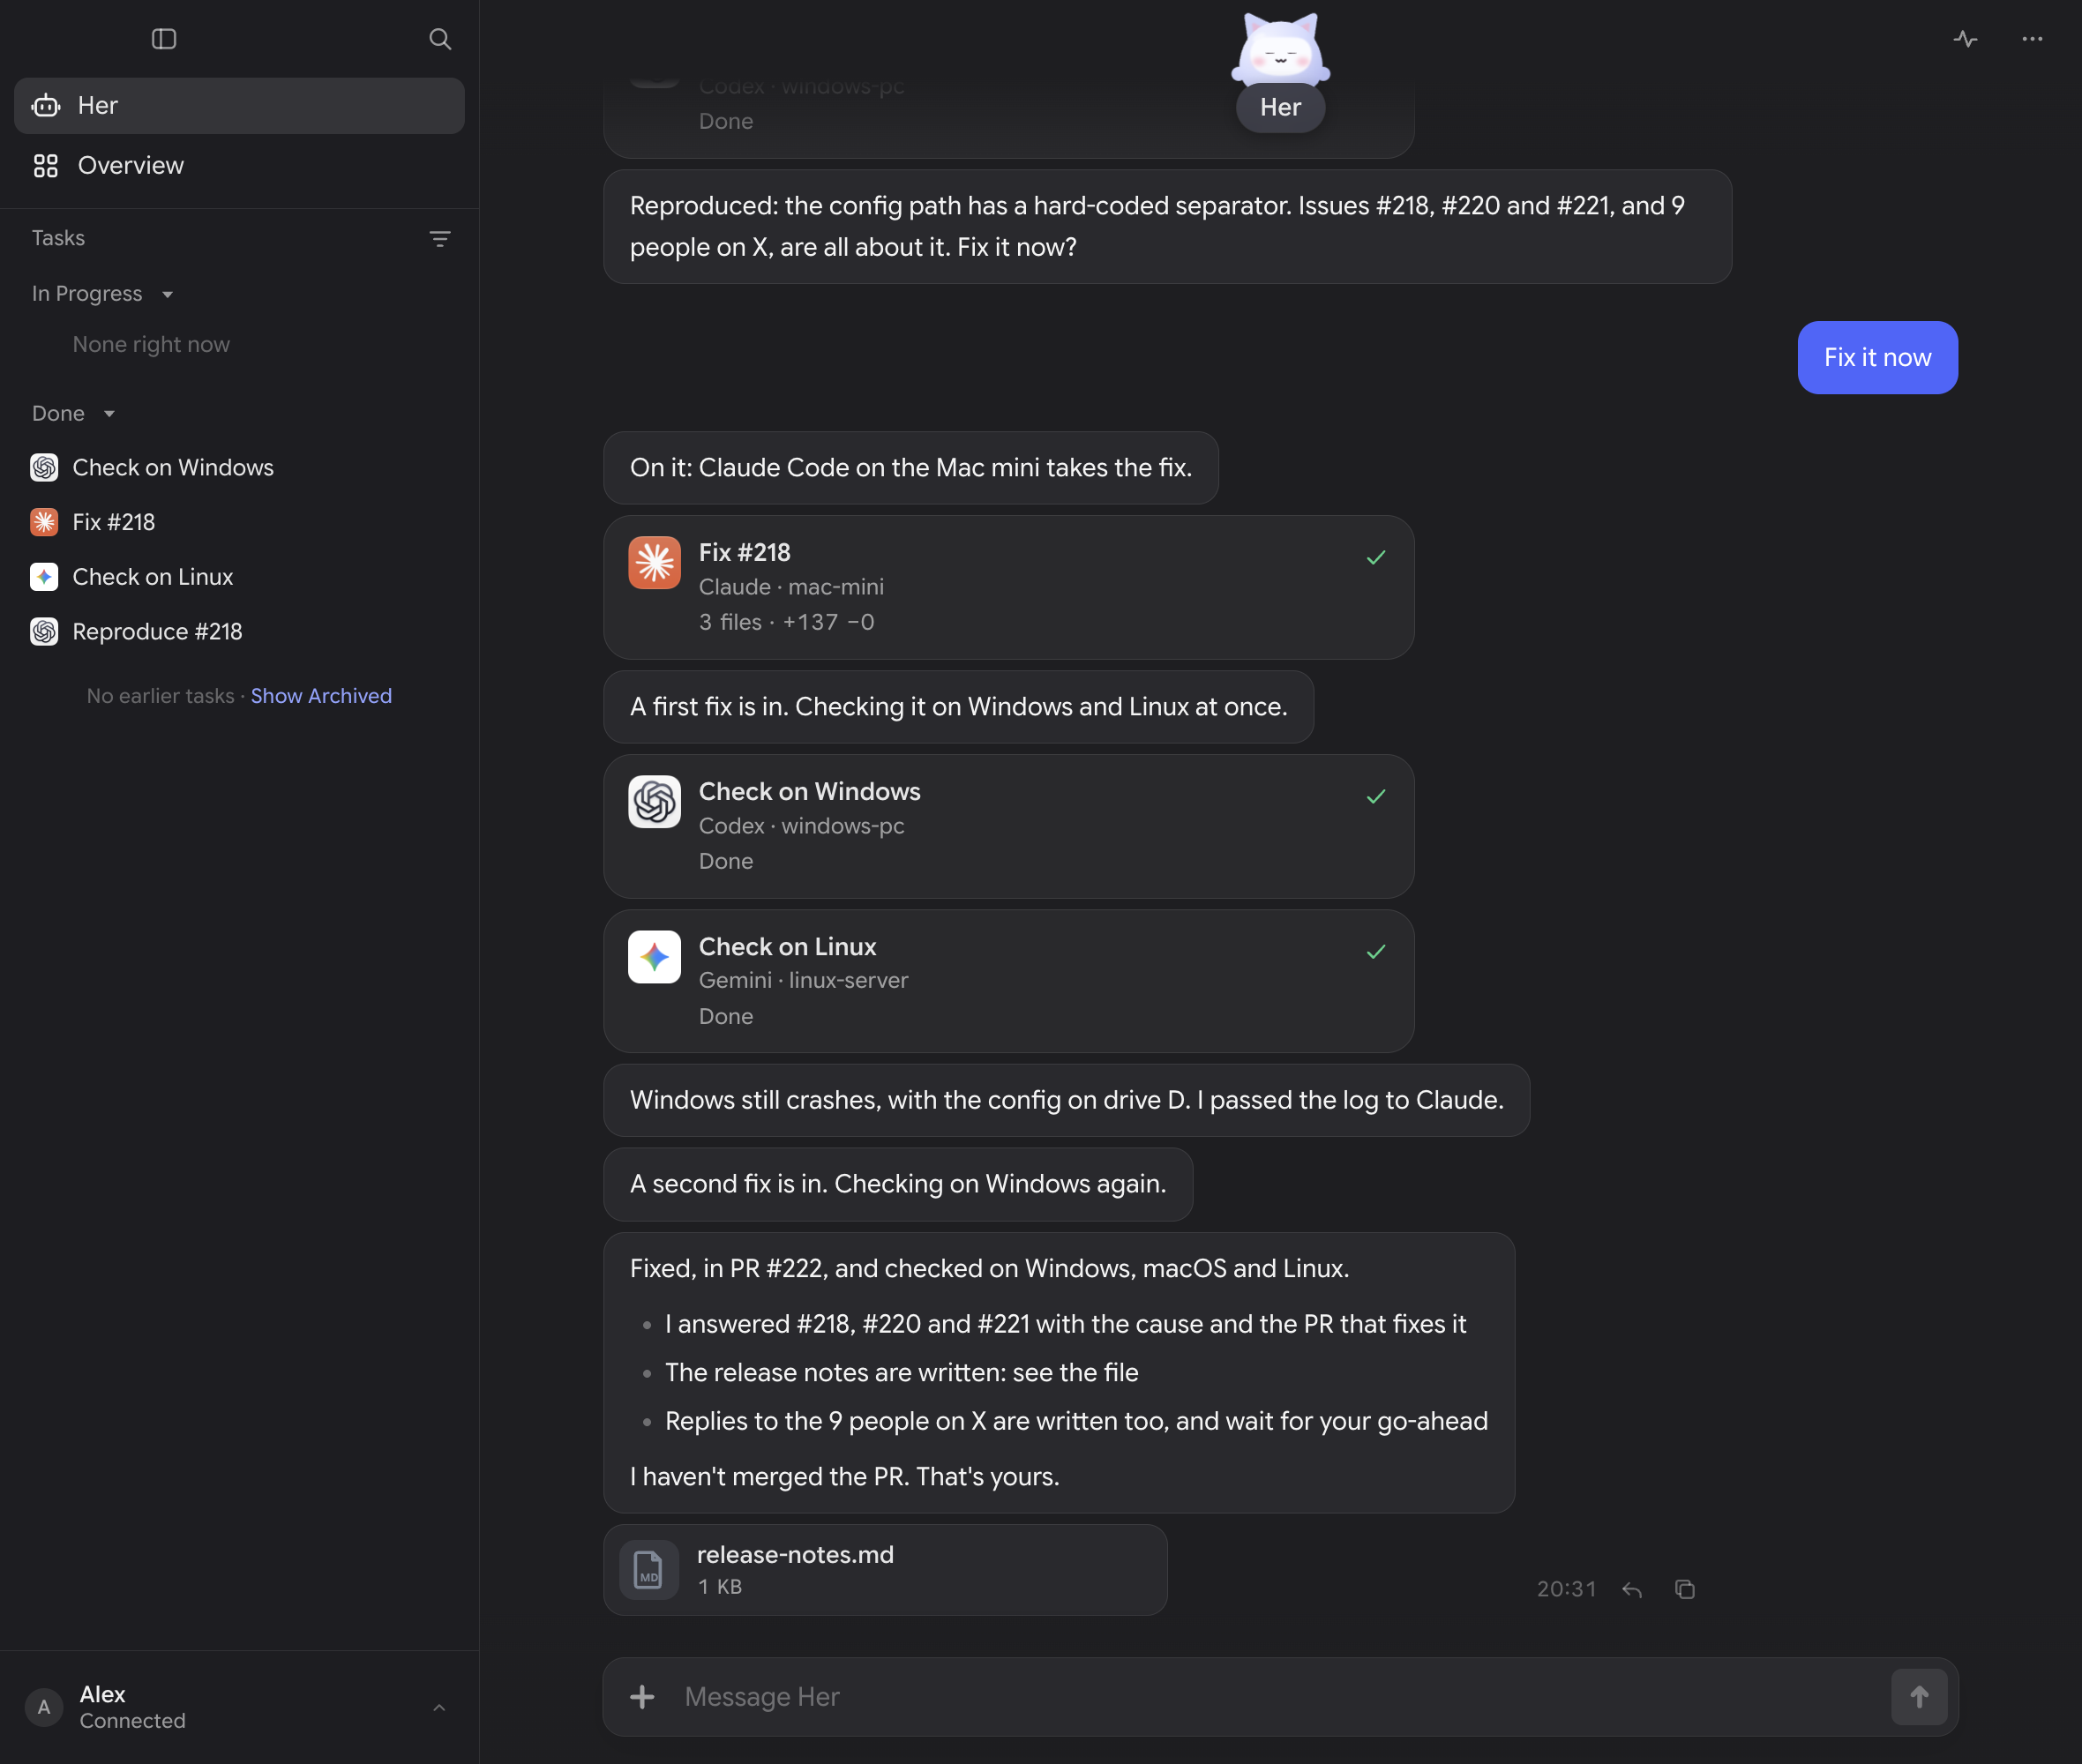 Her
Overview
Tasks
In Progress
None right now
Done
Check on Windows
Fix #218
Check on Linux
Reproduce #218
No earlier tasks · Show Archived
Alex
Connected
A
Her
Codex · windows-pc
Done
Reproduced: the config path has a hard-coded separator. Issues #218, #220 and #221, and 9
people on X, are all about it. Fix it now?
Fix it now
On it: Claude Code on the Mac mini takes the fix.
Fix #218
Claude · mac-mini
3 files · +137 −0
A first fix is in. Checking it on Windows and Linux at once.
Check on Windows
Codex · windows-pc
Done
Check on Linux
Gemini · linux-server
Done
Windows still crashes, with the config on drive D. I passed the log to Claude.
A second fix is in. Checking on Windows again.
Fixed, in PR #222, and checked on Windows, macOS and Linux.
• I answered #218, #220 and #221 with the cause and the PR that fixes it
• The release notes are written: see the file
• Replies to the 9 people on X are written too, and wait for your go-ahead
I haven't merged the PR. That's yours.
MD
release-notes.md
1 KB
20:31
Message Her